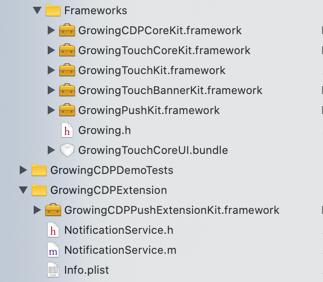 Frameworks
GrowingCDPCoreKit.framework
GrowingTouchCoreKit.framework
GrowingTouchKit.framework
GrowingTouchBannerKit.framework
GrowingPushKit.framework
Growing.h
GrowingTouchCoreUI.bundle
GrowingCDPDemoTests
GrowingCDPExtension
GrowingCDPPushExtensionKit.framework
NotificationService.h
NotificationService.m
Info.plist